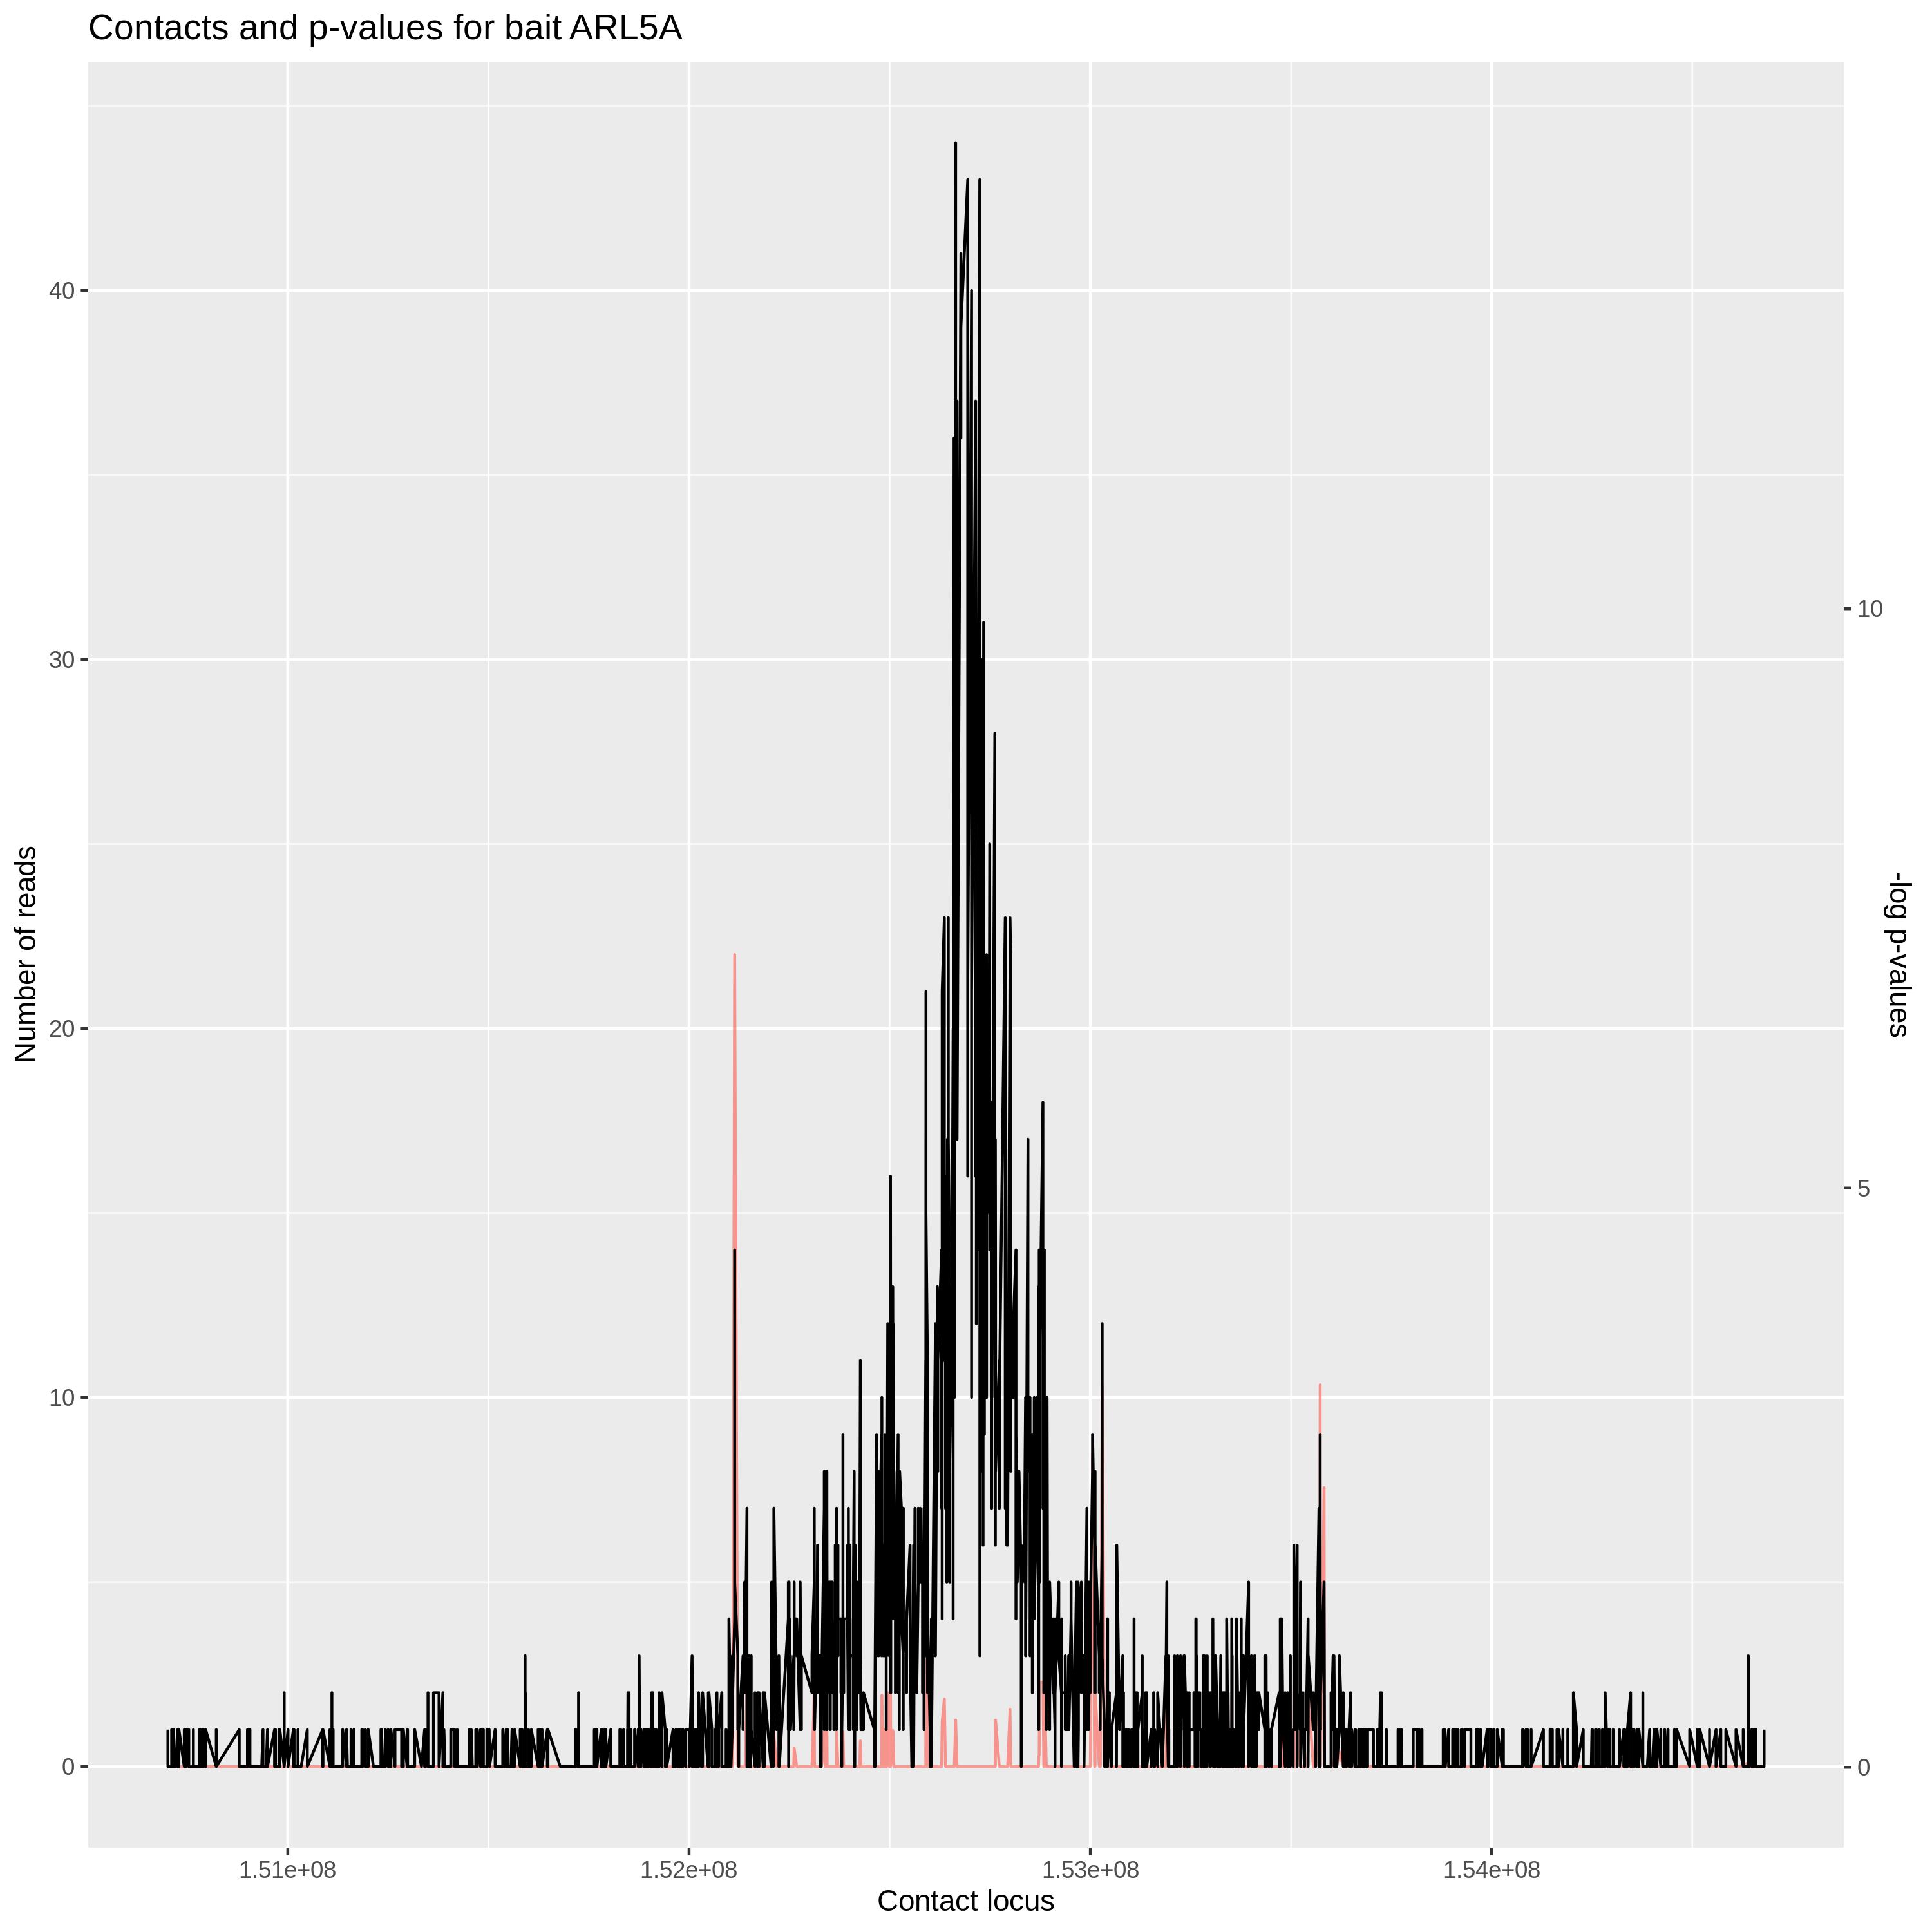 Contacts and p-values for bait ARL5A
Number of reads
40
30
20
10
0
10
5
0
-log p-values
1.51e+08
1.52e+08
1.53e+08
1.54e+08
Contact locus